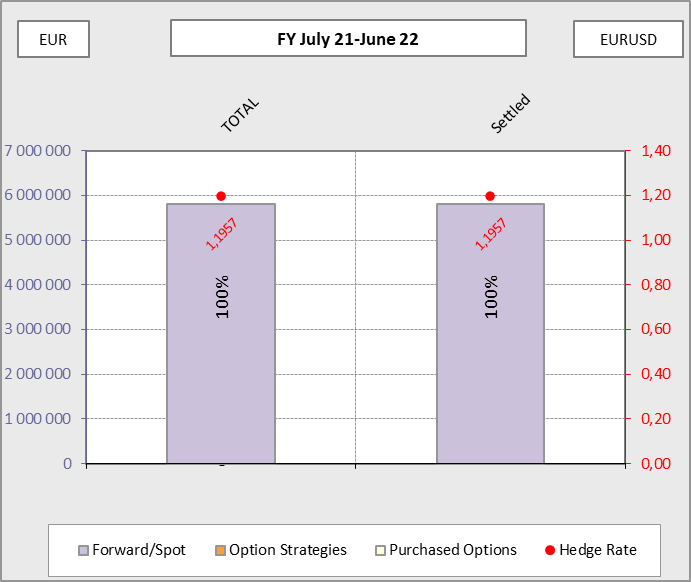 EUR
FY July 21-June 22
EURUSD
TOTAL
Settled
7 000 000
1,40
6 000 000
1,20
1,1957
1,1957
5 000 000
1,00
100%
100%
4 000 000
0,80
3 000 000
0,60
2 000 000
0,40
1 000 000
0,20
0
-
0,00
Forward/Spot
Option Strategies
Purchased Options
Hedge Rate